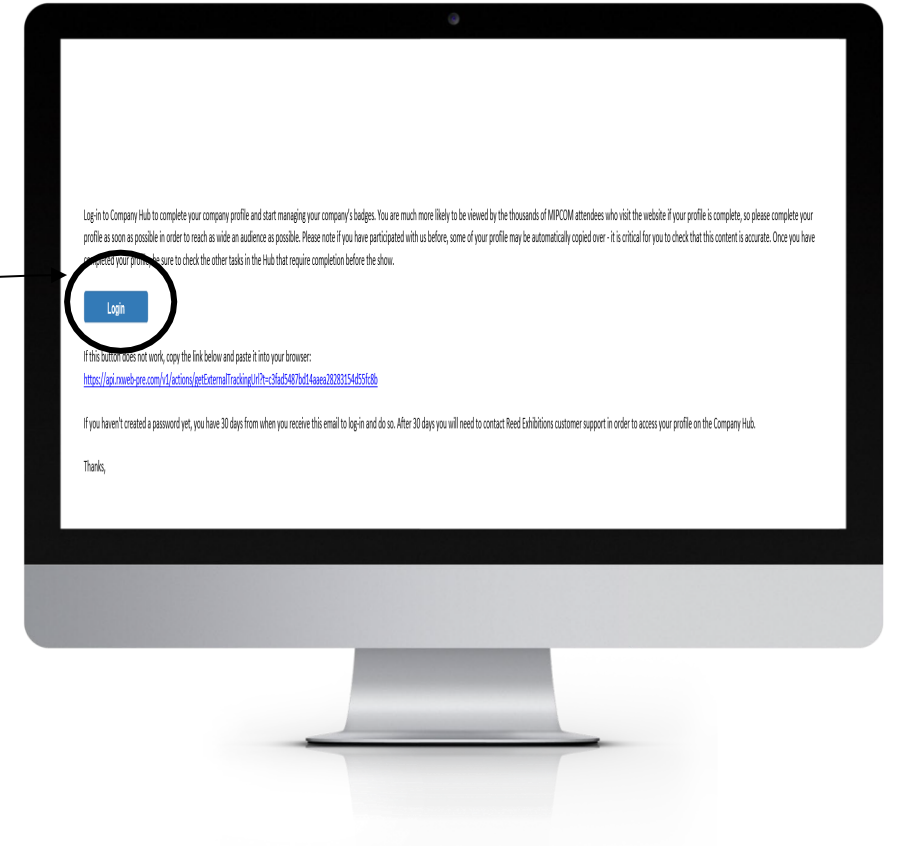 Log-in to Company Hub to complete your company profile and start managing your company's badges. You are much more likely to be viewed by the thousands of MIPCOM attendees who visit the website if your profile is complete, so please complete your
profile as soon as possible in order to reach as wide an audience as possible. Please note if you have participated with us before, some of your profile may be automatically copied over - it is critical for you to check that this content is accurate. Once you have
completed your profile, be sure to check the other tasks in the Hub that require completion before the show.
Login
If this button does not work, copy the link below and paste it into your browser:
https://api.rxweb-pre.com/v1/actions/getExternalTrackingUrl?t=c3fad5487bd14aaea28283154d55fc8b
If you haven't created a password yet, you have 30 days from when you receive this email to log-in and do so. After 30 days you will need to contact Reed Exhibitions customer support in order to access your profile on the Company Hub.
Thanks,